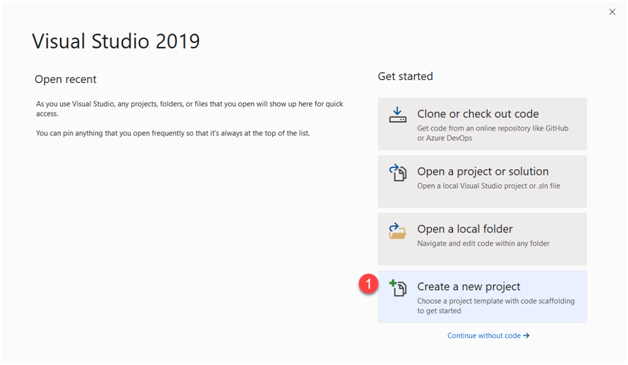 Visual Studio 2019
Open recent
As you use Visual Studio, any projects, folders, or files that you open will show up here for quick
access.
You can pin anything that you open frequently so that it's always at the top of the list.
Get started
Clone or check out code
Get code from an online repository like GitHub
or Azure DevOps
Open a project or solution
Open a local Visual Studio project or .sln file
Open a local folder
Navigate and edit code within any folder
1
Create a new project
Choose a project template with code scaffolding
to get started
Continue without code →